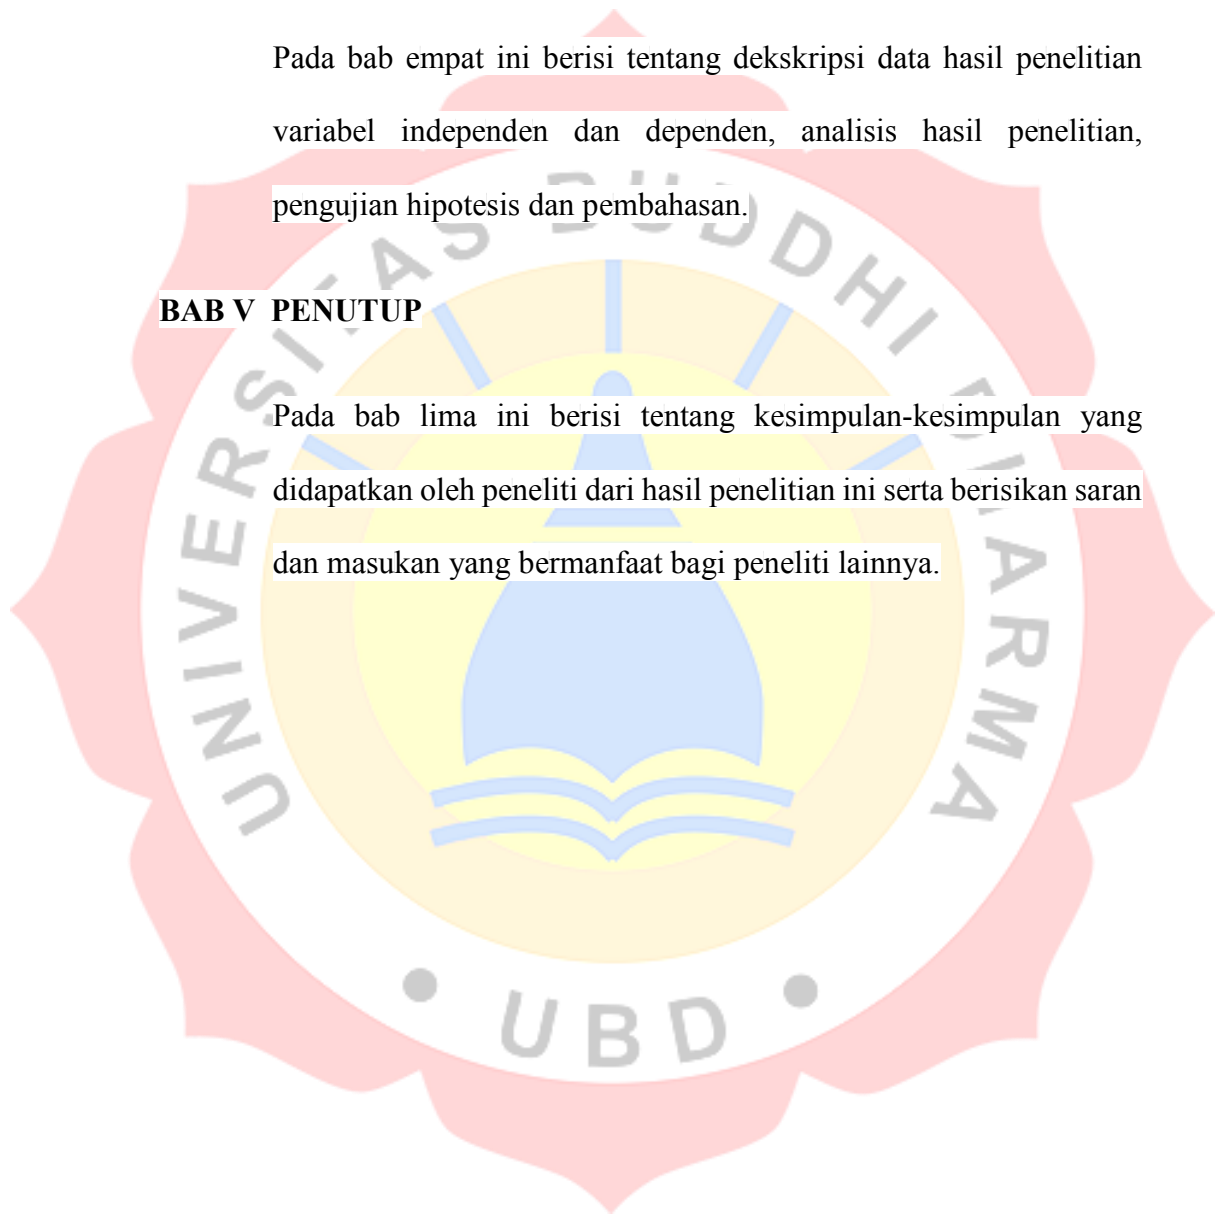 Pada bab empat ini berisi tentang dekskripsi data hasil penelitian
variabel independen dan dependen, analisis hasil penelitian,
pengujian hipotesis dan pembahasan.
BAB V PENUTUP
Pada bab lima ini berisi tentang kesimpulan-kesimpulan yang
didapatkan oleh peneliti dari hasil penelitian ini serta berisikan saran
dan masukan yang bermanfaat bagi peneliti lainnya.
UNIVERSITAS BUDDHI DHARMA
• UBD •